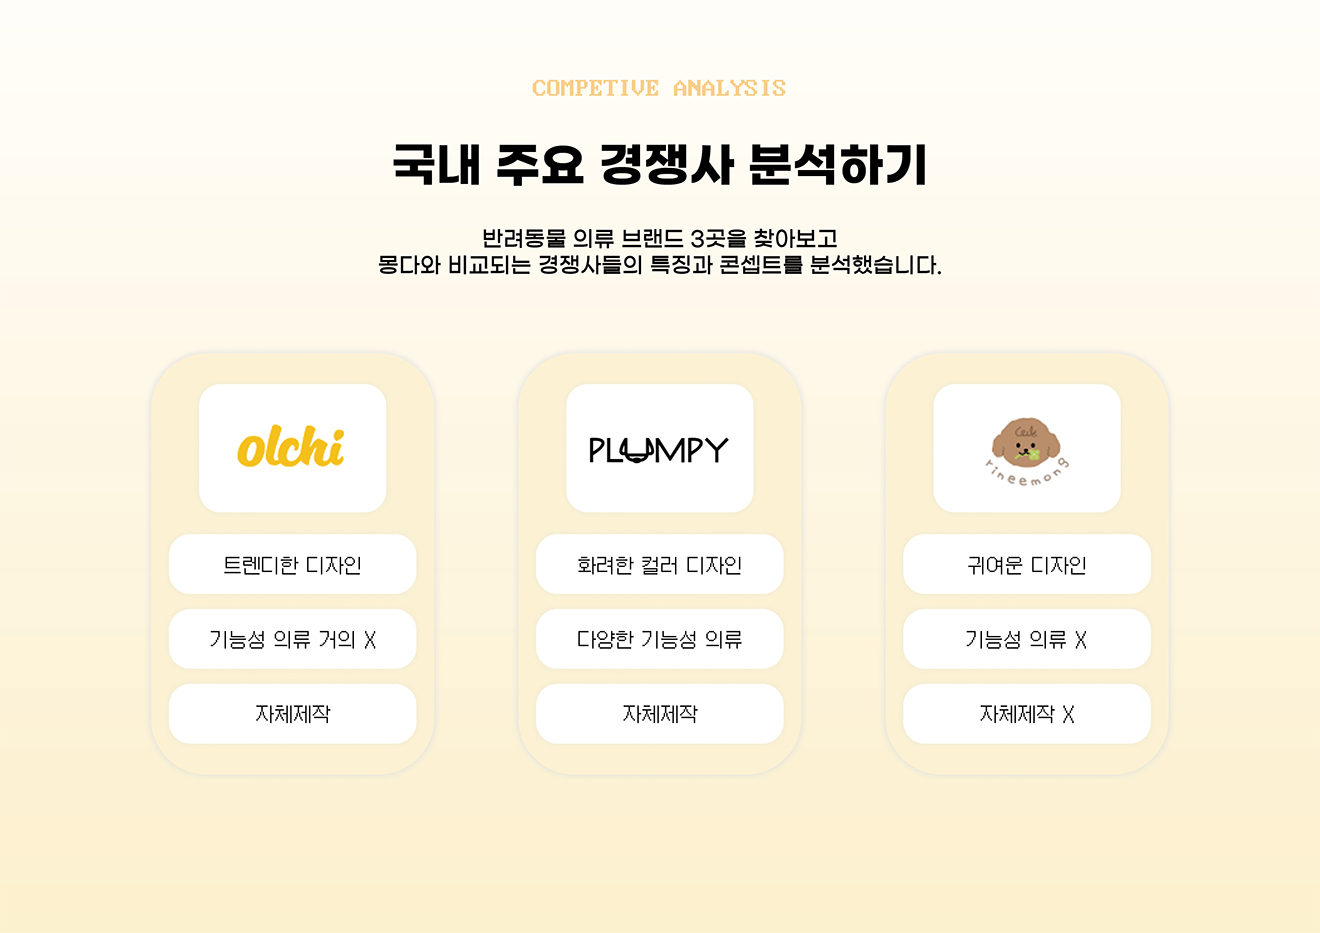 COMPETIVE ANALYSIS
국내 주요 경쟁사 분석하기
반려동물 의류 브랜드 3곳을 찾아보고
몽다와 비교되는 경쟁사들의 특징과 콘셉트를 분석했습니다.
olchi
트렌디한 디자인
기능성 의류 거의 X
자체제작
PLUMPY
화려한 컬러 디자인
다양한 기능성 의류
자체제작
rineemong
귀여운 디자인
기능성 의류 X
자체제작 X